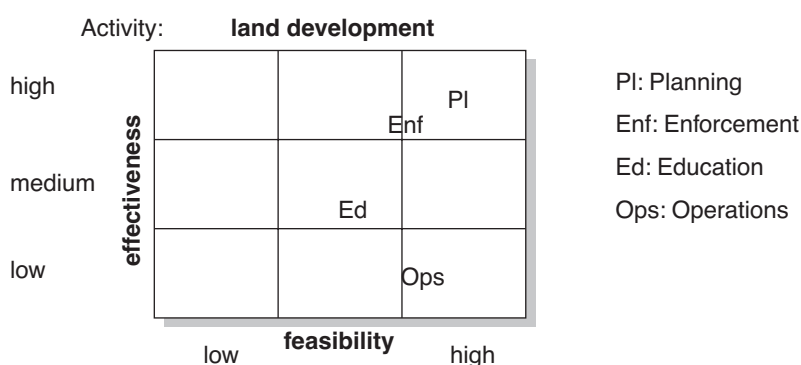 Activity: land development
high
medium
low
effectiveness
Pl
Enf
Ed
Ops
low
feasibility
high
Pl: Planning
Enf: Enforcement
Ed: Education
Ops: Operations